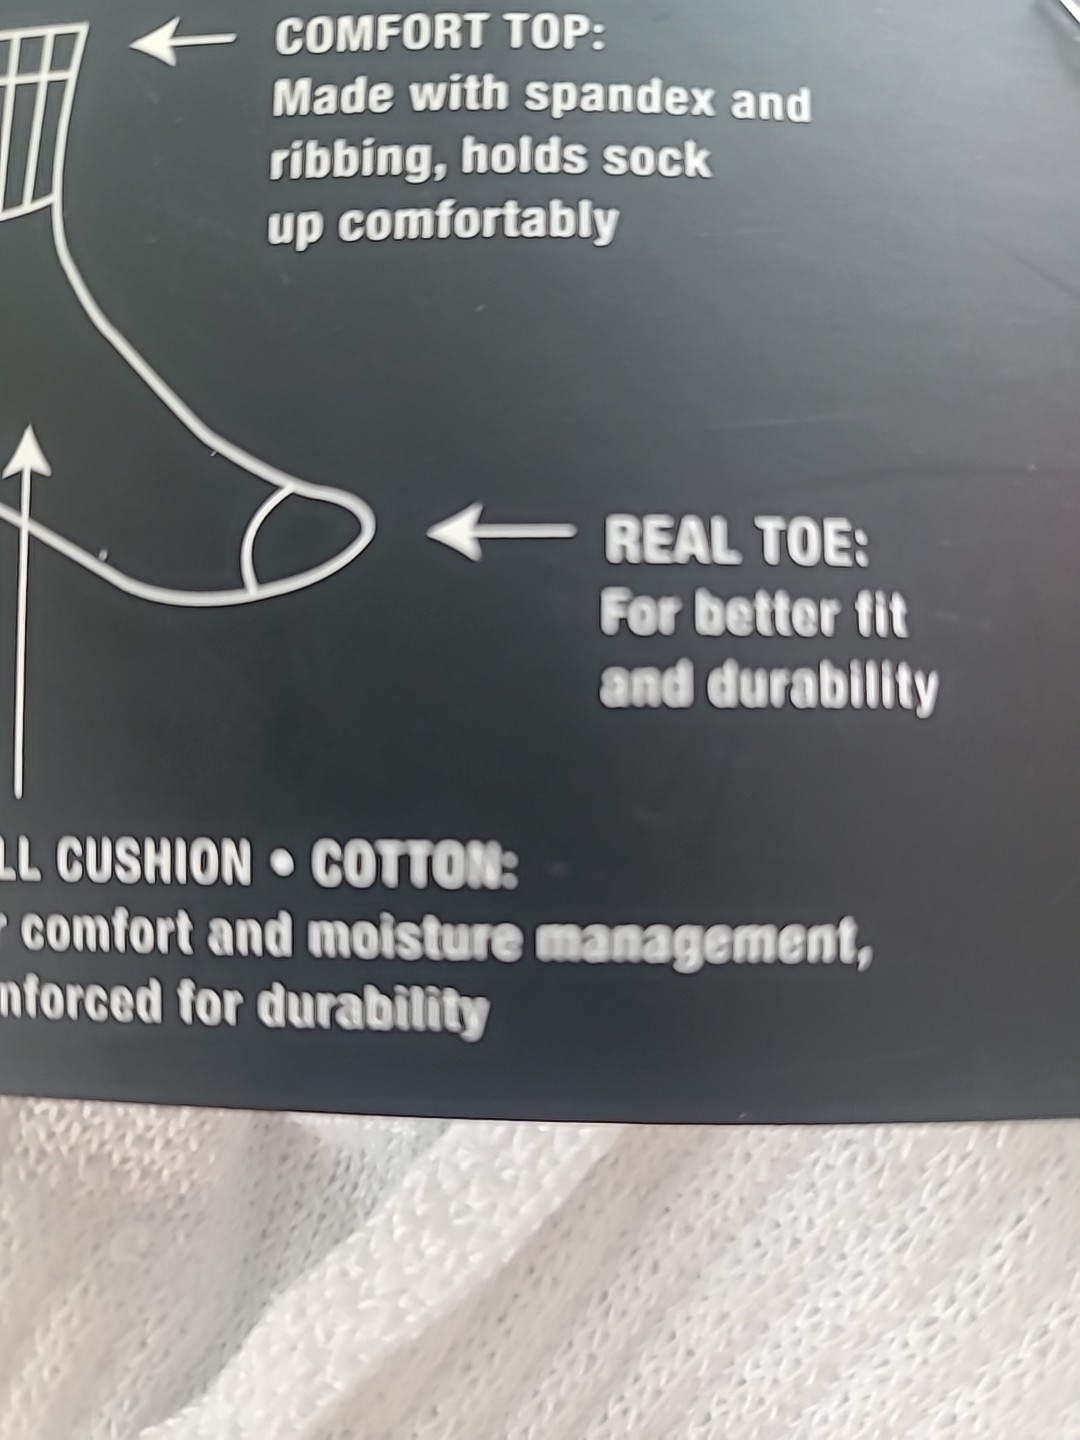 COMFORT TOP:
Made with spandex and
ribbing, holds sock
up comfortably
REAL TOE:
For better fit
and durability
LL CUSHION • COTTON:
r comfort and moisture management,
nforced for durability